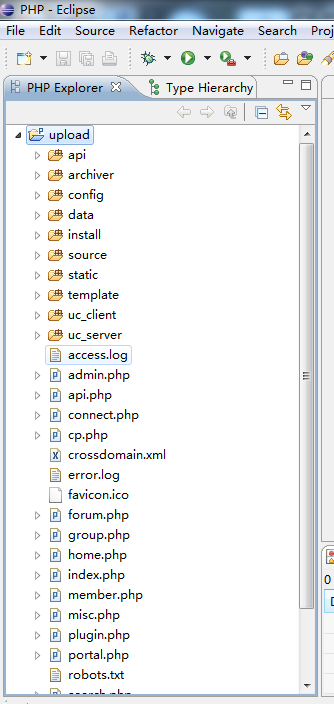 PHP - Eclipse
File Edit Source Refactor Navigate Search Proj
PHP Explorer Type Hierarchy
upload
api
archiver
config
data
install
source
static
template
uc_client
uc_server
access.log
admin.php
api.php
connect.php
cp.php
crossdomain.xml
error.log
favicon.ico
forum.php
group.php
home.php
index.php
member.php
misc.php
plugin.php
portal.php
robots.txt
search.php
0